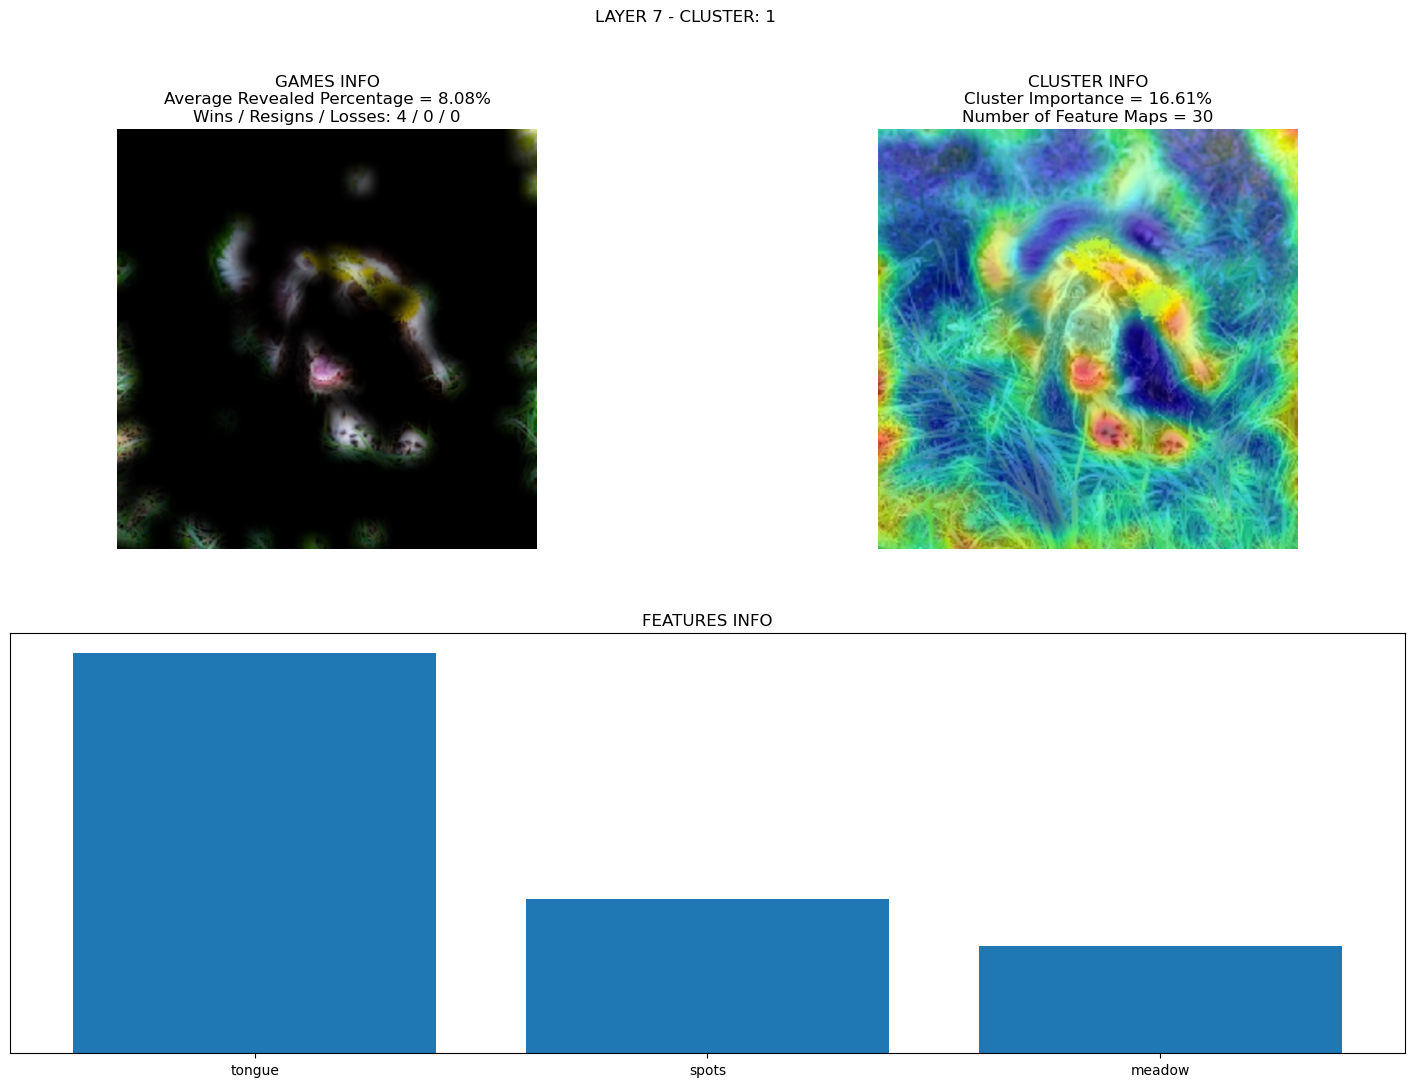 LAYER 7 - CLUSTER: 1
GAMES INFO
Average Revealed Percentage = 8.08%
Wins / Resigns / Losses: 4 / 0 / 0
CLUSTER INFO
Cluster Importance = 16.61%
Number of Feature Maps = 30
FEATURES INFO
tongue
spots
meadow